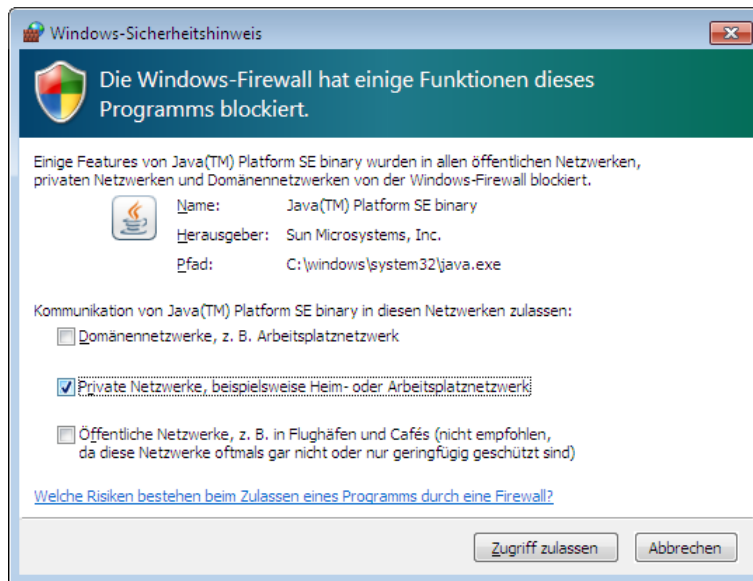 Windows-Sicherheitshinweis
Die Windows-Firewall hat einige Funktionen dieses
Programms blockiert.
Einige Features von Java(TM) Platform SE binary wurden in allen öffentlichen Netzwerken,
privaten Netzwerken und Domänennetzwerken von der Windows-Firewall blockiert.
Name: Java(TM) Platform SE binary
Herausgeber: Sun Microsystems, Inc.
Pfad: C:\windows\system32\java.exe
Kommunikation von Java(TM) Platform SE binary in diesen Netzwerken zulassen:
Domänennetzwerke, z. B. Arbeitsplatznetzwerk
Private Netzwerke, beispielsweise Heim- oder Arbeitsplatznetzwerk
Öffentliche Netzwerke, z. B. in Flughäfen und Cafés (nicht empfohlen,
da diese Netzwerke oftmals gar nicht oder nur geringfügig geschützt sind)
Welche Risiken bestehen beim Zulassen eines Programms durch eine Firewall?
Zugriff zulassen Abbrechen